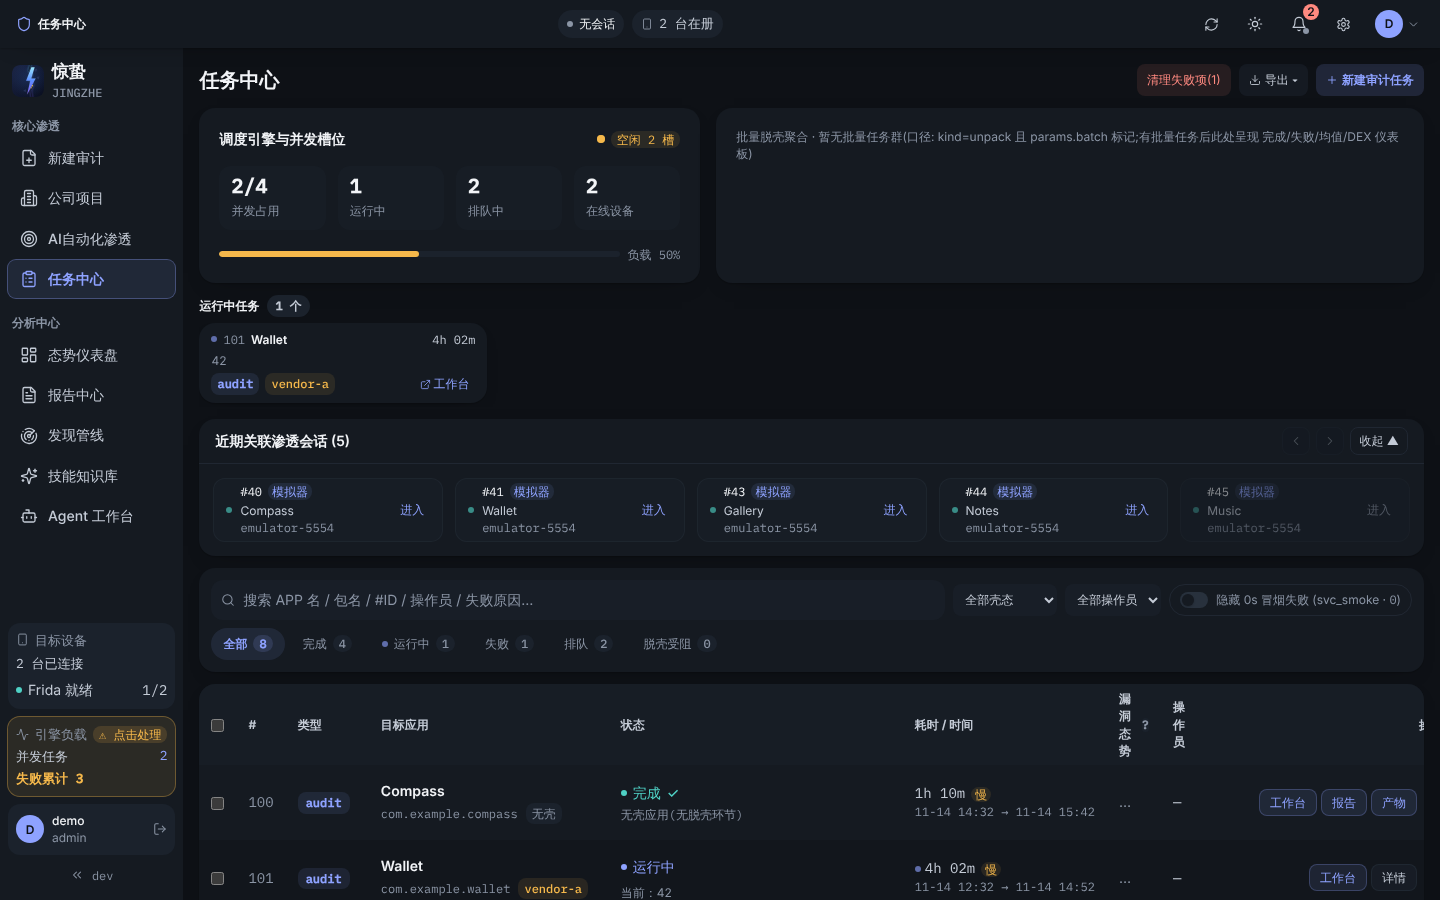 任务中心
无会话
2 台在册
2
D
惊蛰
JINGZHE
核心渗透
新建审计
公司项目
AI自动化渗透
任务中心
分析中心
态势仪表盘
报告中心
发现管线
技能知识库
Agent 工作台
目标设备
2 台已连接
Frida 就绪 1/2
引擎负载 ⚠ 点击处理
并发任务 2
失败累计 3
D
demo
admin
dev
任务中心
清理失败项(1)
导出
新建审计任务
调度引擎与并发槽位
空闲 2 槽
2/4
并发占用
1
运行中
2
排队中
2
在线设备
负载 50%
批量脱壳聚合 · 暂无批量任务群(口径: kind=unpack 且 params.batch 标记;有批量任务后此处呈现 完成/失败/均值/DEX 仪表
板)
运行中任务 1 个
101 Wallet 4h 02m
42
audit vendor-a 工作台
近期关联渗透会话 (5)
收起 ▲
#40 模拟器
Compass 进入
emulator-5554
#41 模拟器
Wallet 进入
emulator-5554
#43 模拟器
Gallery 进入
emulator-5554
#44 模拟器
Notes 进入
emulator-5554
#45 模拟器
Music 进入
emulator-5554
搜索 APP 名 / 包名 / #ID / 操作员 / 失败原因...
全部壳态
全部操作员
隐藏 0s 冒烟失败 (svc_smoke · 0)
全部 8
完成 4
运行中 1
失败 1
排队 2
脱壳受阻 0
# 类型 目标应用 状态 耗时 / 时间
漏
洞
态
势
?
操
作
员
100 audit
Compass
com.example.compass 无壳
完成 ✓
无壳应用(无脱壳环节)
1h 10m 慢
11-14 14:32 → 11-14 15:42
...
—
工作台 报告 产物
101 audit
Wallet
com.example.wallet vendor-a
运行中
当前：42
4h 02m 慢
11-14 12:32 → 11-14 14:52
...
—
工作台 详情